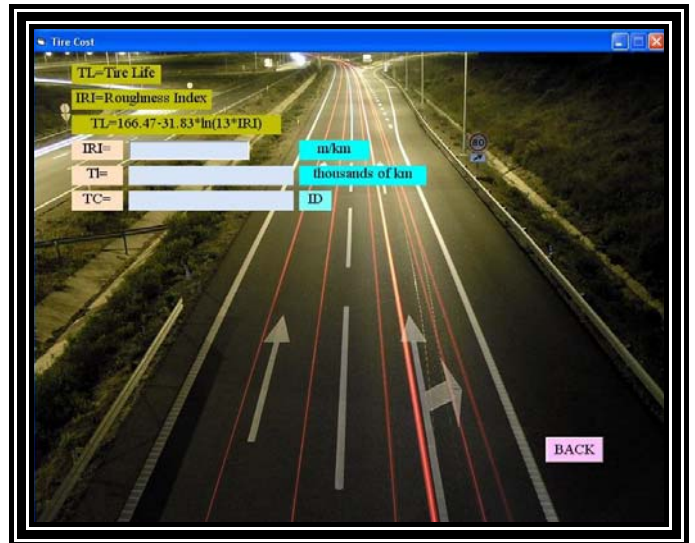 Tire Cost
TL=Tire Life
IRI=Roughness Index
TL=166.47-31.83*ln(13*IRI)
IRI= m/km
Tl= thousands of km
TC= ID
80
BACK